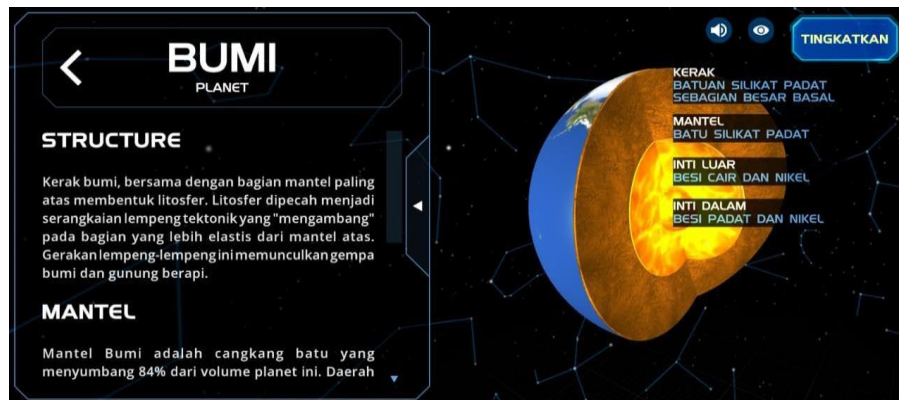 BUMI
PLANET
STRUCTURE
Kerak bumi, bersama dengan bagian mantel paling
atas membentuk litosfer. Litosfer dipecah menjadi
serangkaian lempeng tektonik yang "mengambang"
pada bagian yang lebih elastis dari mantel atas.
Gerakan lempeng-lempeng ini memunculkan gempa
bumi dan gunung berapi.
MANTEL
Mantel Bumi adalah cangkang batu yang
menyumbang 84% dari volume planet ini. Daerah
TINGKATKAN
KERAK
BATUAN SILIKAT PADAT
SEBAGIAN BESAR BASAL
MANTEL
BATU SILIKAT PADAT
INTI LUAR
BESI CAIR DAN NIKEL
INTI DALAM
BESI PADAT DAN NIKEL